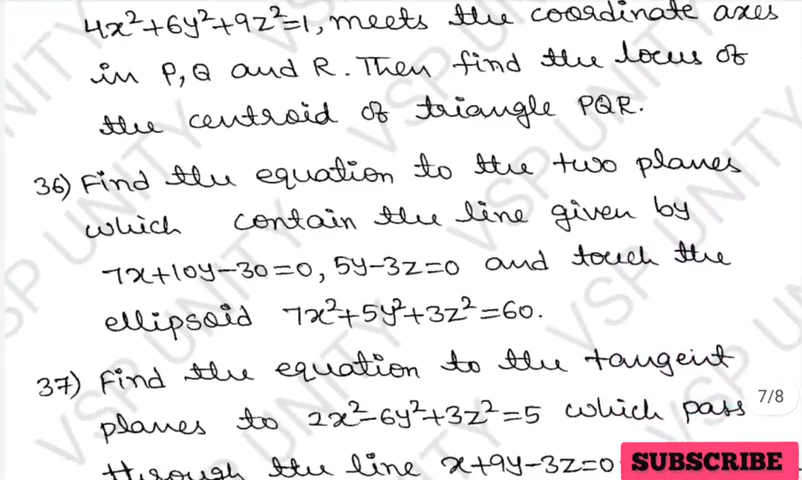 4x²+6y²+9z²=1, meets the coordinate axes
in P, Q and R. Then find the locus of
the centroid of triangle PQR.
36) Find the equation to the two planes
which contain the line given by
7x+10y-30=0, 5y-3z=0 and touch the
ellipsoid 7x²+5y²+3z²=60.
37) Find the equation to the tangent
planes to 2x²-6y²+3z²=5 which pass
7/8
through the line x+9y-3z=0
SUBSCRIBE
VSP UNITY